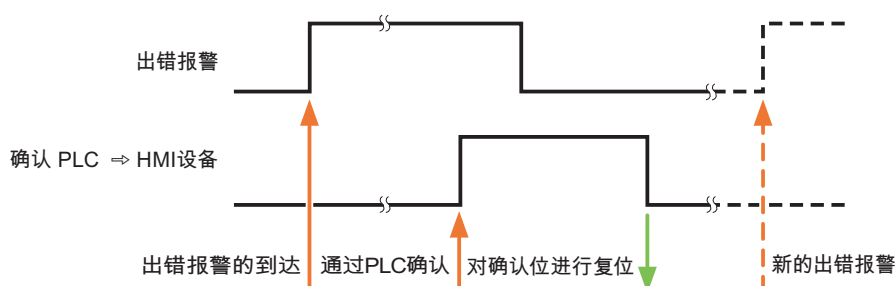 出错报警
确认 PLC ⇨ HMI设备
出错报警的到达
通过PLC确认
对确认位进行复位
新的出错报警